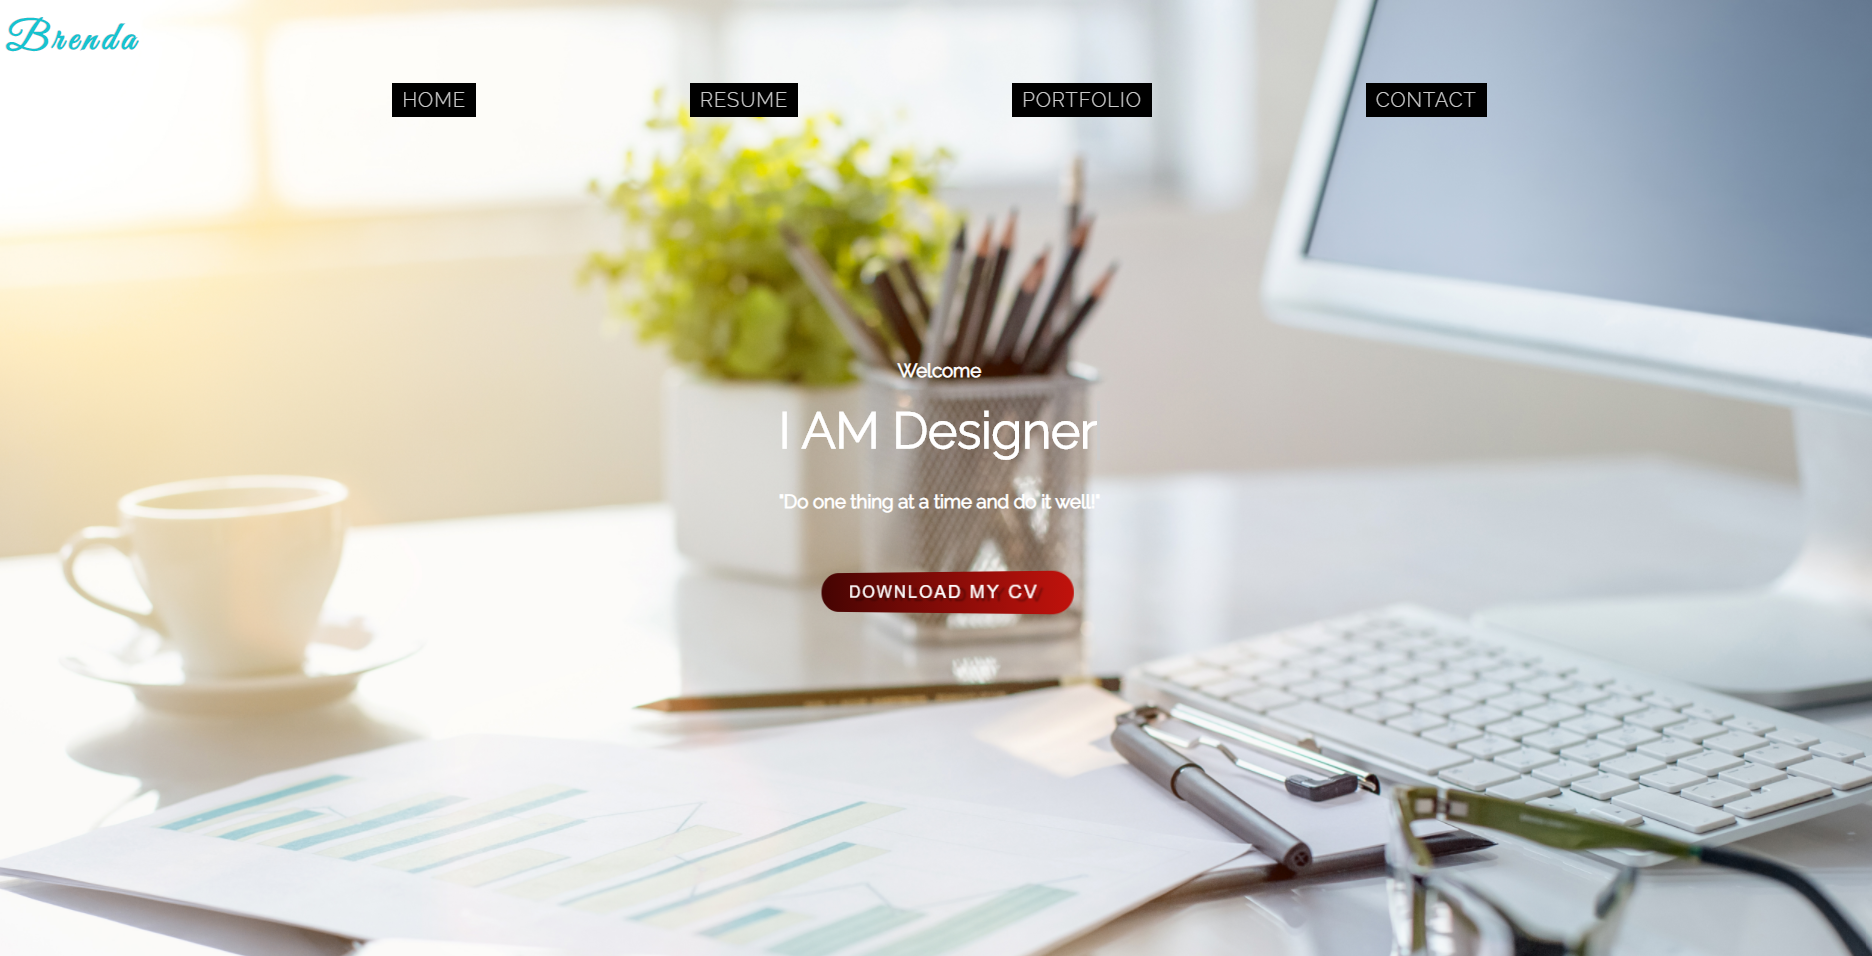 Brenda
HOME RESUME PORTFOLIO CONTACT
Welcome
I AM Designer
"Do one thing at a time and do it well!"
DOWNLOAD MY CV